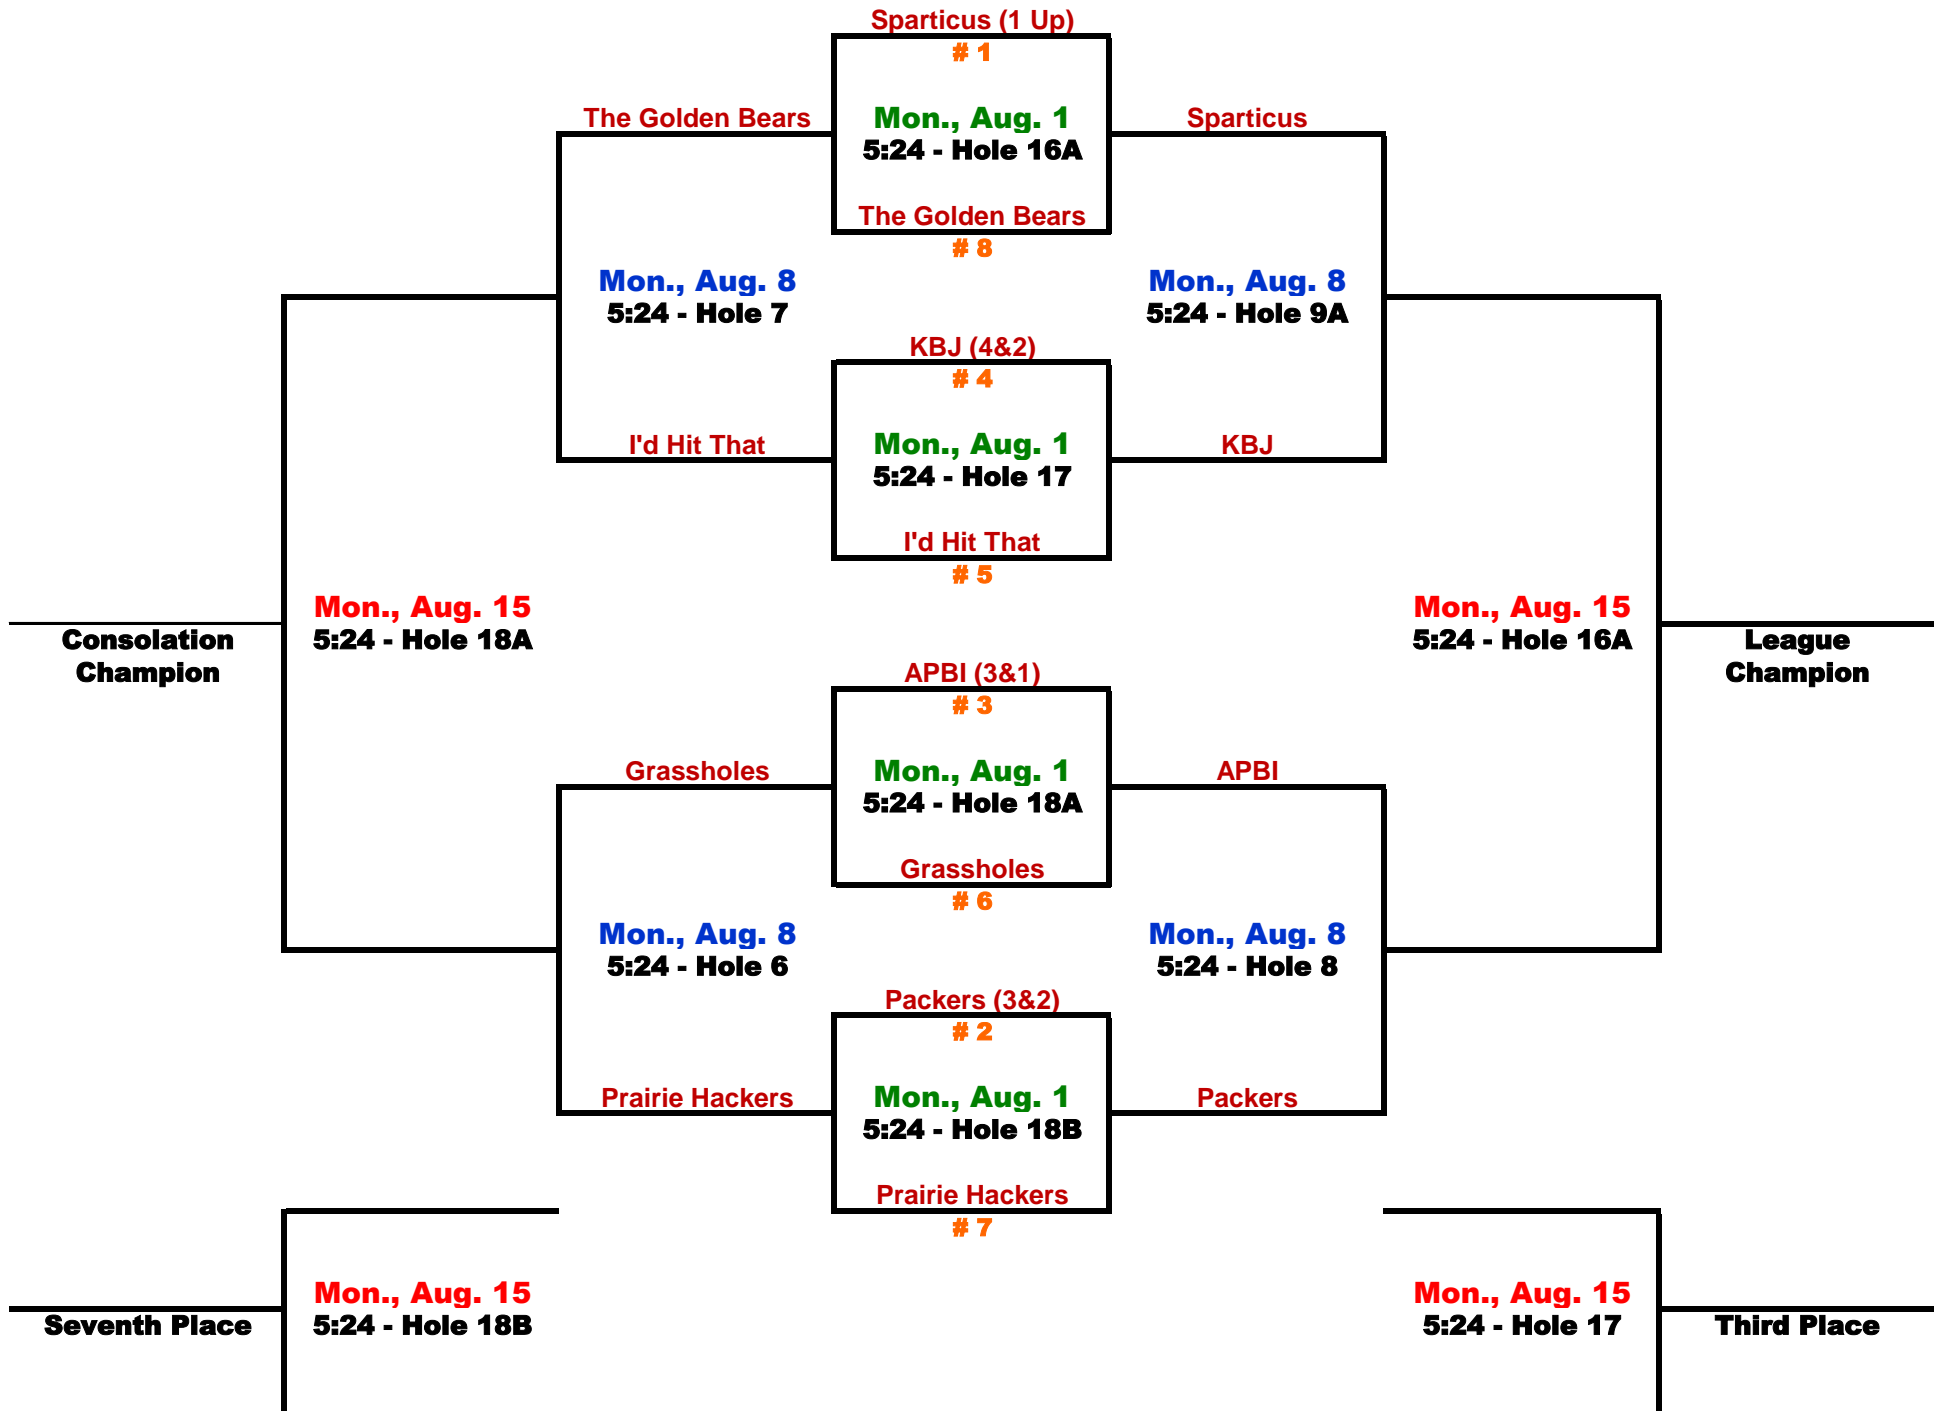 Sparticus (1 Up)
# 1
The Golden Bears
Mon., Aug. 1
5:24 - Hole 16A
Sparticus
The Golden Bears
# 8
Mon., Aug. 8
5:24 - Hole 7
Mon., Aug. 8
5:24 - Hole 9A
KBJ (4&2)
# 4
I'd Hit That
Mon., Aug. 1
5:24 - Hole 17
KBJ
I'd Hit That
# 5
Mon., Aug. 15
5:24 - Hole 18A
Consolation
Champion
Mon., Aug. 15
5:24 - Hole 16A
League
Champion
APBI (3&1)
# 3
Grassholes
Mon., Aug. 1
5:24 - Hole 18A
APBI
Grassholes
# 6
Mon., Aug. 8
5:24 - Hole 6
Mon., Aug. 8
5:24 - Hole 8
Packers (3&2)
# 2
Prairie Hackers
Mon., Aug. 1
5:24 - Hole 18B
Packers
Prairie Hackers
# 7
Mon., Aug. 15
5:24 - Hole 18B
Seventh Place
Mon., Aug. 15
5:24 - Hole 17
Third Place